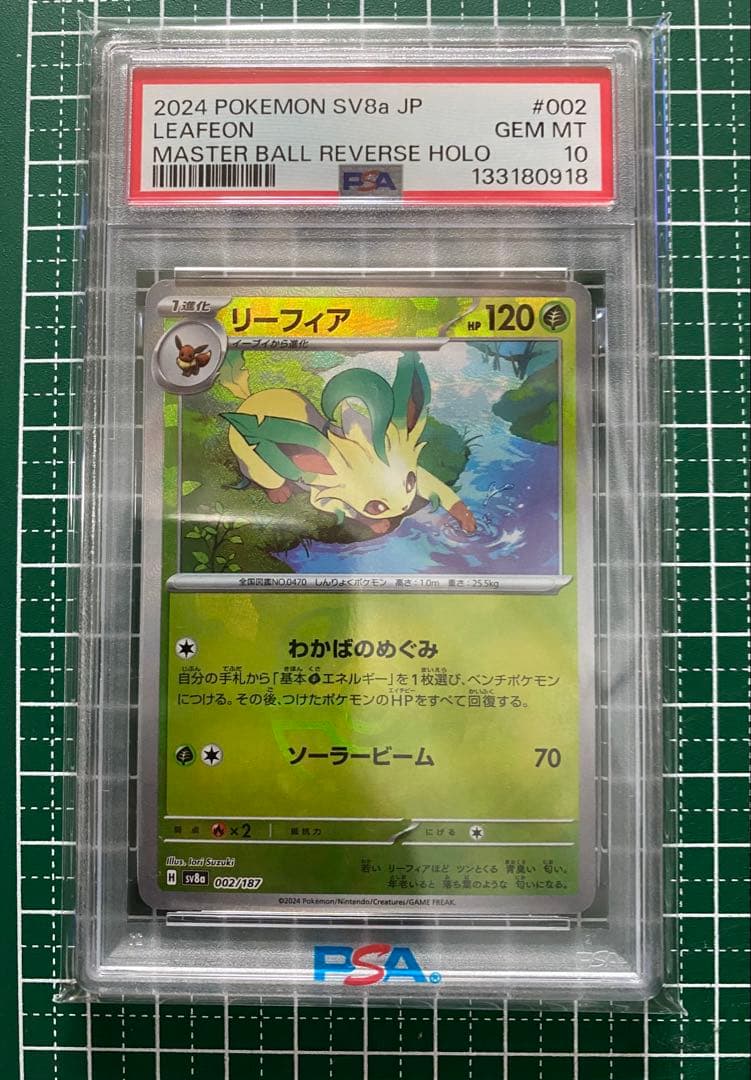 2024 POKEMON SV8a JP #002
LEAFEON GEM MT
MASTER BALL REVERSE HOLO 10
PSA 133180918
1進化 リーフィア HP 120
イーブイから進化
全国図鑑NO.0470 しんりょくポケモン 高さ:1.0m 重さ:25.5kg
わかばのめぐみ
自分の手札から「基本エネルギー」を1枚選び、ベンチポケモン
につける。その後、つけたポケモンのHPをすべて回復する。
ソーラービーム 70
弱点 ×2 抵抗力 にげる
Illus. Iori Suzuki
若い リーフィアほど ツンとくる 青臭い 匂い。
年老いると 落ち葉のような 匂いになる。
H sv8a 002/187
©2024 Pokémon/Nintendo/Creatures/GAME FREAK.
PSA®